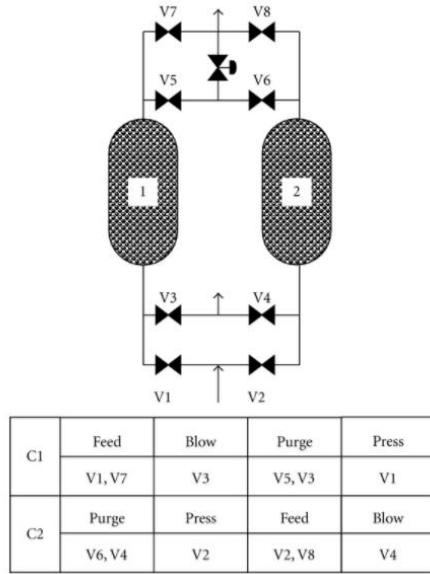 V7 V8
V5 V6
1 2
V3 V4
V1 V2
C1 Feed Blow Purge Press
V1, V7 V3 V5, V3 V1
C2 Purge Press Feed Blow
V6, V4 V2 V2, V8 V4